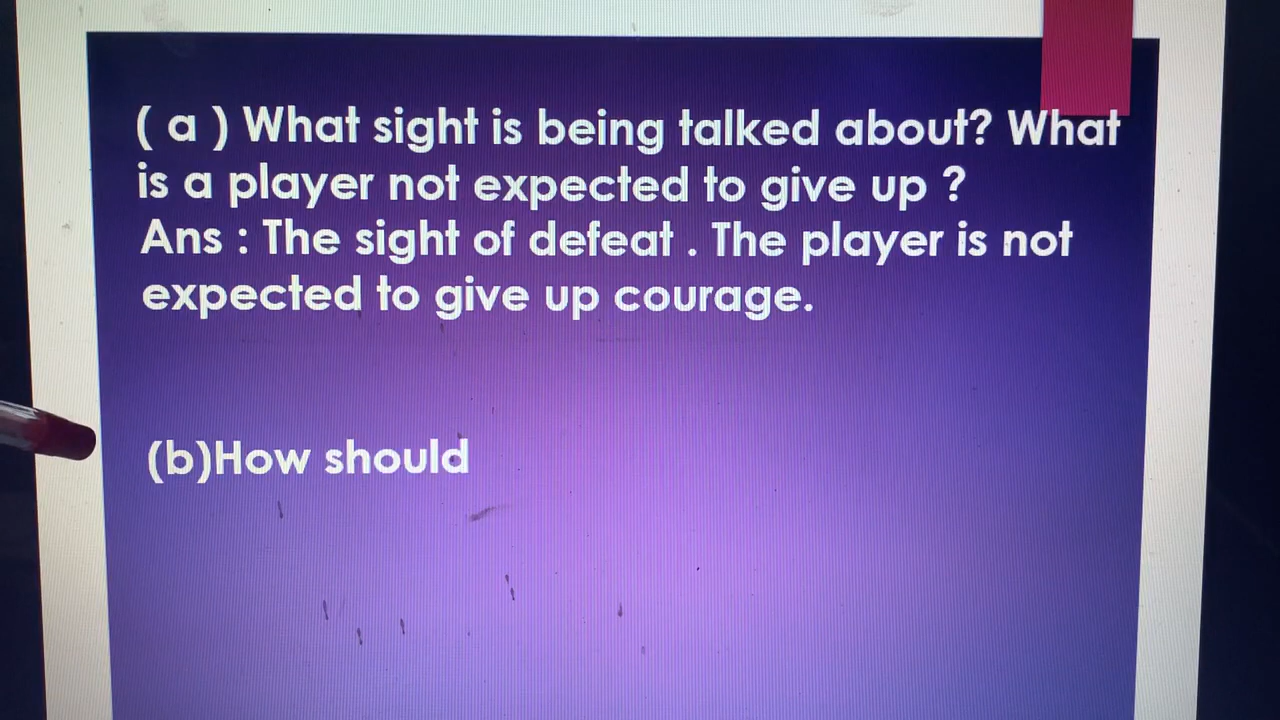 ( a ) What sight is being talked about? What
is a player not expected to give up ?
Ans : The sight of defeat . The player is not
expected to give up courage.
(b)How should